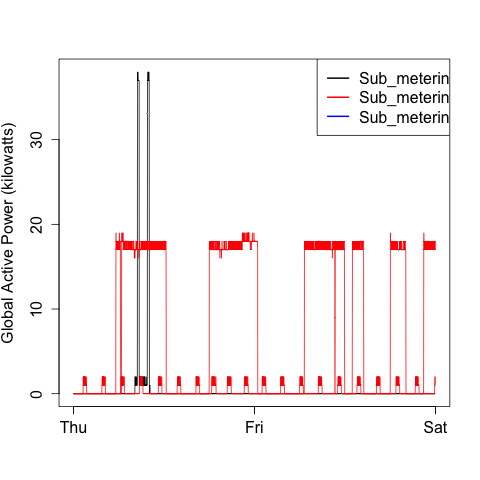 Sub_meterin
Sub_meterin
Sub_meterin
Global Active Power (kilowatts)
30
20
10
0
Thu Fri Sat